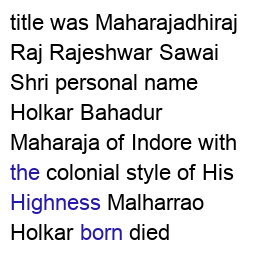 title was Maharajadhiraj
Raj Rajeshwar Sawai
Shri personal name
Holkar Bahadur
Maharaja of Indore with
the colonial style of His
Highness Malharrao
Holkar born died